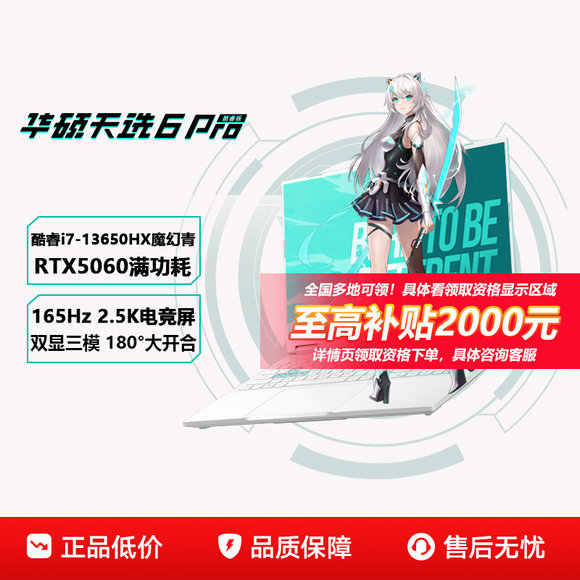 华硕天选6 Pro
酷睿版
酷睿i7-13650HX魔幻青
RTX5060满功耗
165Hz 2.5K电竞屏
双显三模 180°大开合
全国多地可领！具体看领取资格显示区域
至高补贴2000元
详情页领取资格下单，具体咨询客服
TO BE
正品低价
品质保障
售后无忧